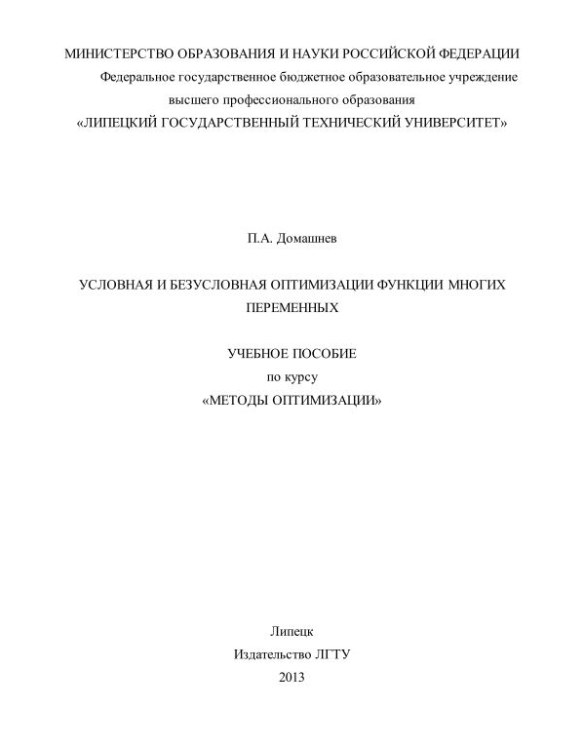 МИНИСТЕРСТВО ОБРАЗОВАНИЯ И НАУКИ РОССИЙСКОЙ ФЕДЕРАЦИИ
Федеральное государственное бюджетное образовательное учреждение
высшего профессионального образования
«ЛИПЕЦКИЙ ГОСУДАРСТВЕННЫЙ ТЕХНИЧЕСКИЙ УНИВЕРСИТЕТ»
П.А. Домашнев
УСЛОВНАЯ И БЕЗУСЛОВНАЯ ОПТИМИЗАЦИИ ФУНКЦИИ МНОГИХ
ПЕРЕМЕННЫХ
УЧЕБНОЕ ПОСОБИЕ
по курсу
«МЕТОДЫ ОПТИМИЗАЦИИ»
Липецк
Издательство ЛГТУ
2013